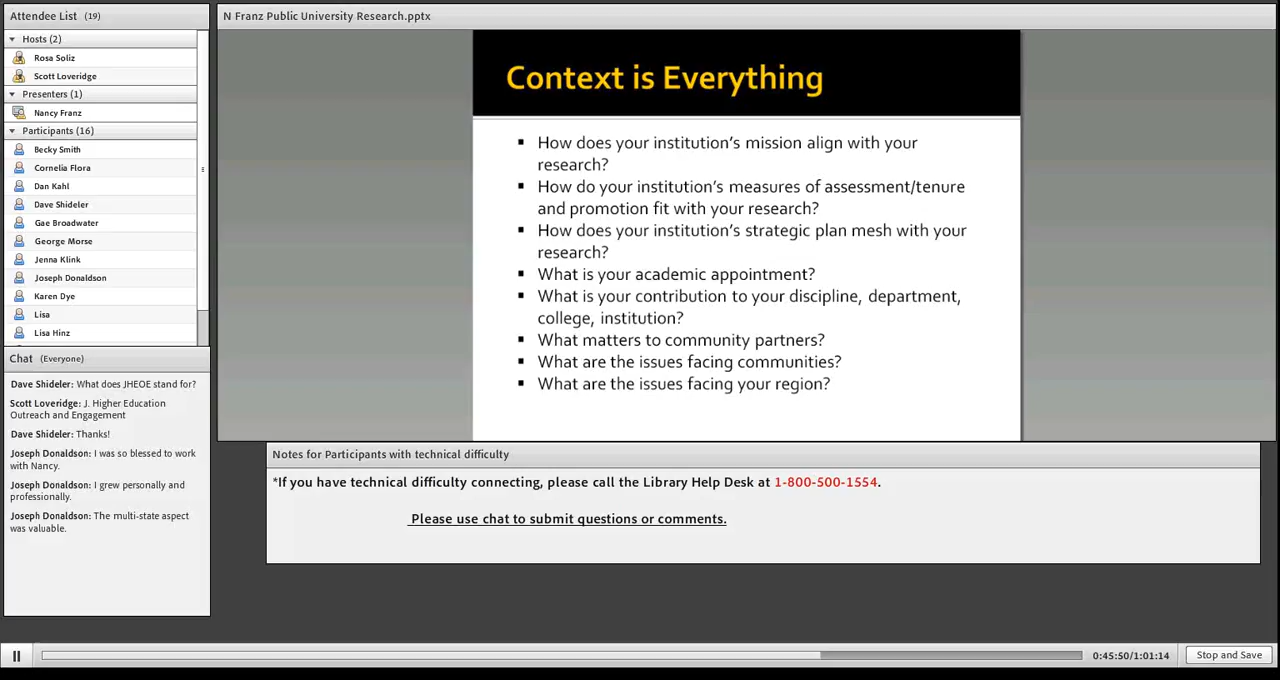 Attendee List (19)
Hosts (2)
Rosa Soliz
Scott Loveridge
Presenters (1)
Nancy Franz
Participants (16)
Becky Smith
Cornelia Flora
Dan Kahl
Dave Shideler
Gae Broadwater
George Morse
Jenna Klink
Joseph Donaldson
Karen Dye
Lisa
Lisa Hinz
Chat (Everyone)
Dave Shideler: What does JHEOE stand for?
Scott Loveridge: J. Higher Education
Outreach and Engagement
Dave Shideler: Thanks!
Joseph Donaldson: I was so blessed to work
with Nancy.
Joseph Donaldson: I grew personally and
professionally.
Joseph Donaldson: The multi-state aspect
was valuable.
N Franz Public University Research.pptx
Context is Everything
▪ How does your institution’s mission align with your
research?
▪ How do your institution’s measures of assessment/tenure
and promotion fit with your research?
▪ How does your institution’s strategic plan mesh with your
research?
▪ What is your academic appointment?
▪ What is your contribution to your discipline, department,
college, institution?
▪ What matters to community partners?
▪ What are the issues facing communities?
▪ What are the issues facing your region?
Notes for Participants with technical difficulty
*If you have technical difficulty connecting, please call the Library Help Desk at 1-800-500-1554.
Please use chat to submit questions or comments.
0:45:50/1:01:14
Stop and Save